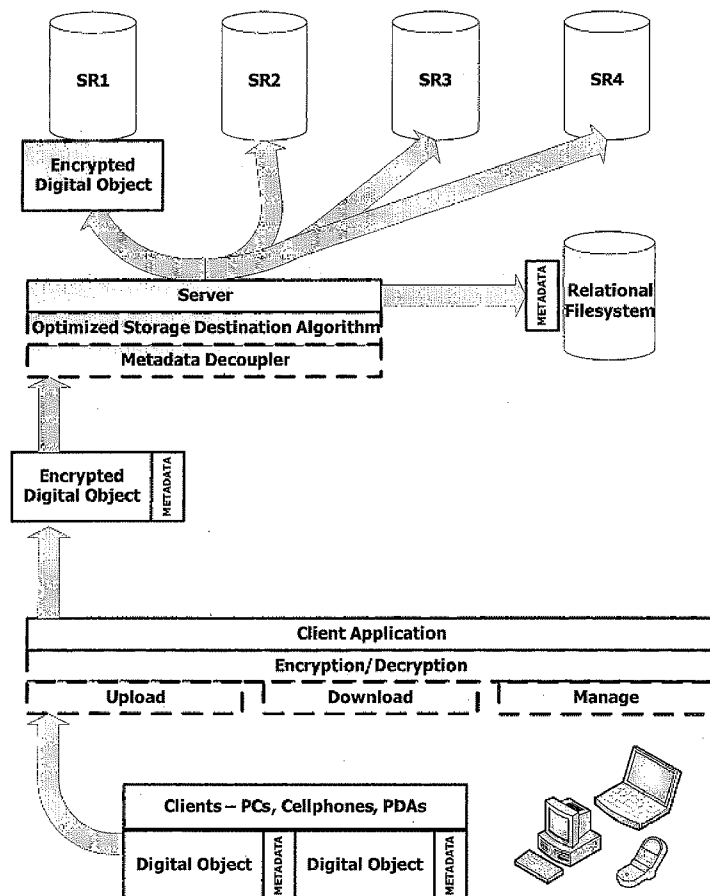 SR1
SR2
SR3
SR4
Encrypted
Digital Object
Server
Optimized Storage Destination Algorithm
Metadata Decoupler
METADATA
Relational
Filesystem
Encrypted
Digital Object
METADATA
Client Application
Encryption/Decryption
Upload
Download
Manage
Clients – PCs, Cellphones, PDAs
Digital Object
METADATA
Digital Object
METADATA